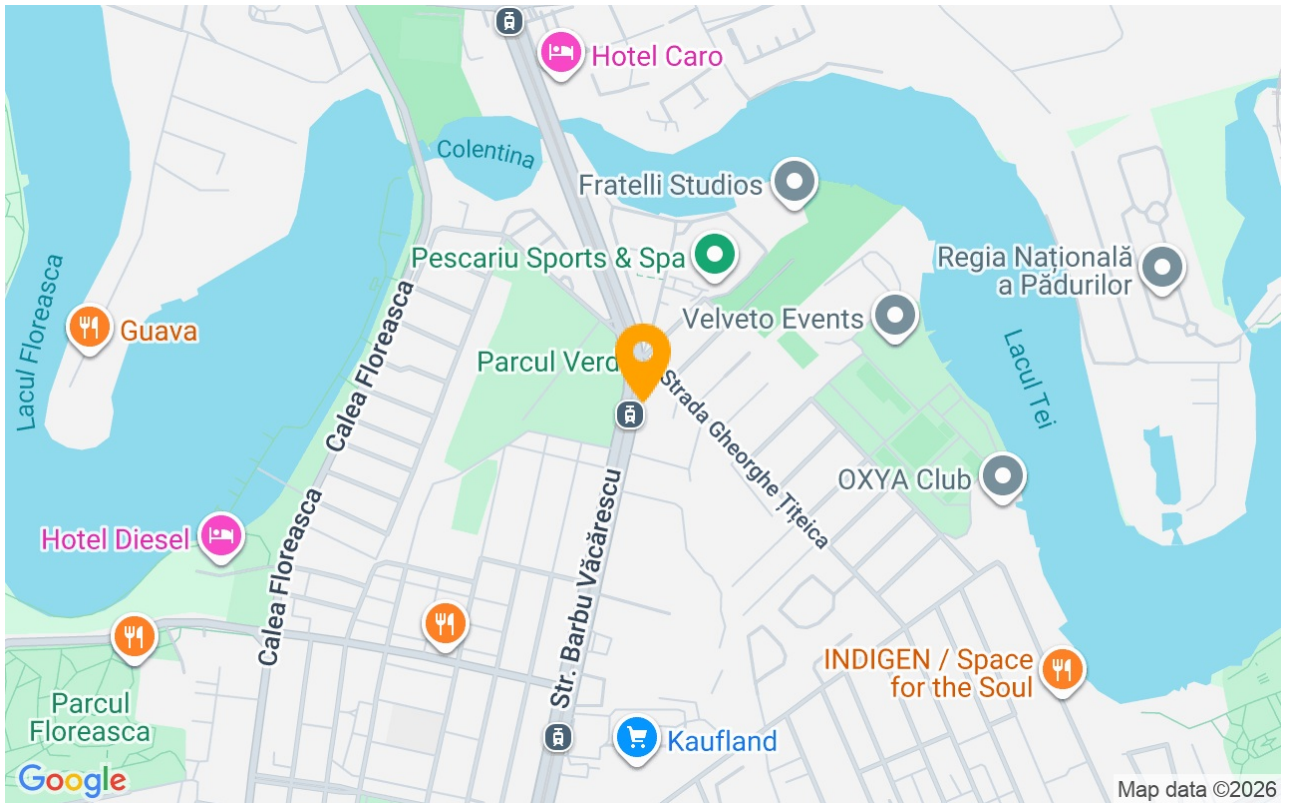 Hotel Caro
Colentina
Fratelli Studios
Pescariu Sports & Spa
Regia Națională
a Pădurilor
Lacul Floreasca
Guava
Calea Floreasca
Velveto Events
Parcul Verd
Lacul Tei
Strada Gheorghe Țițeica
OXYA Club
Hotel Diesel
Calea Floreasca
Str. Barbu Văcărescu
INDIGEN / Space
for the Soul
Parcul
Floreasca
Kaufland
Google
Map data ©2026